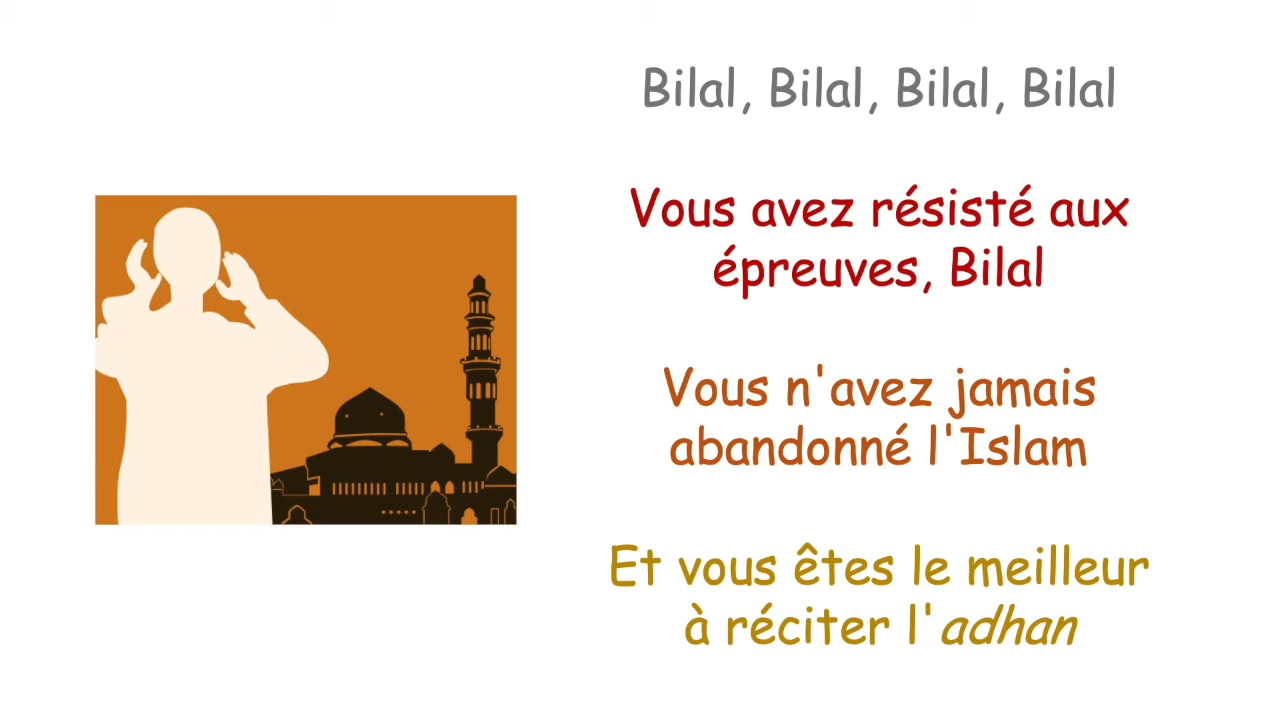 Bilal, Bilal, Bilal, Bilal
Vous avez résisté aux
épreuves, Bilal
Vous n'avez jamais
abandonné l'Islam
Et vous êtes le meilleur
à réciter l'adhan